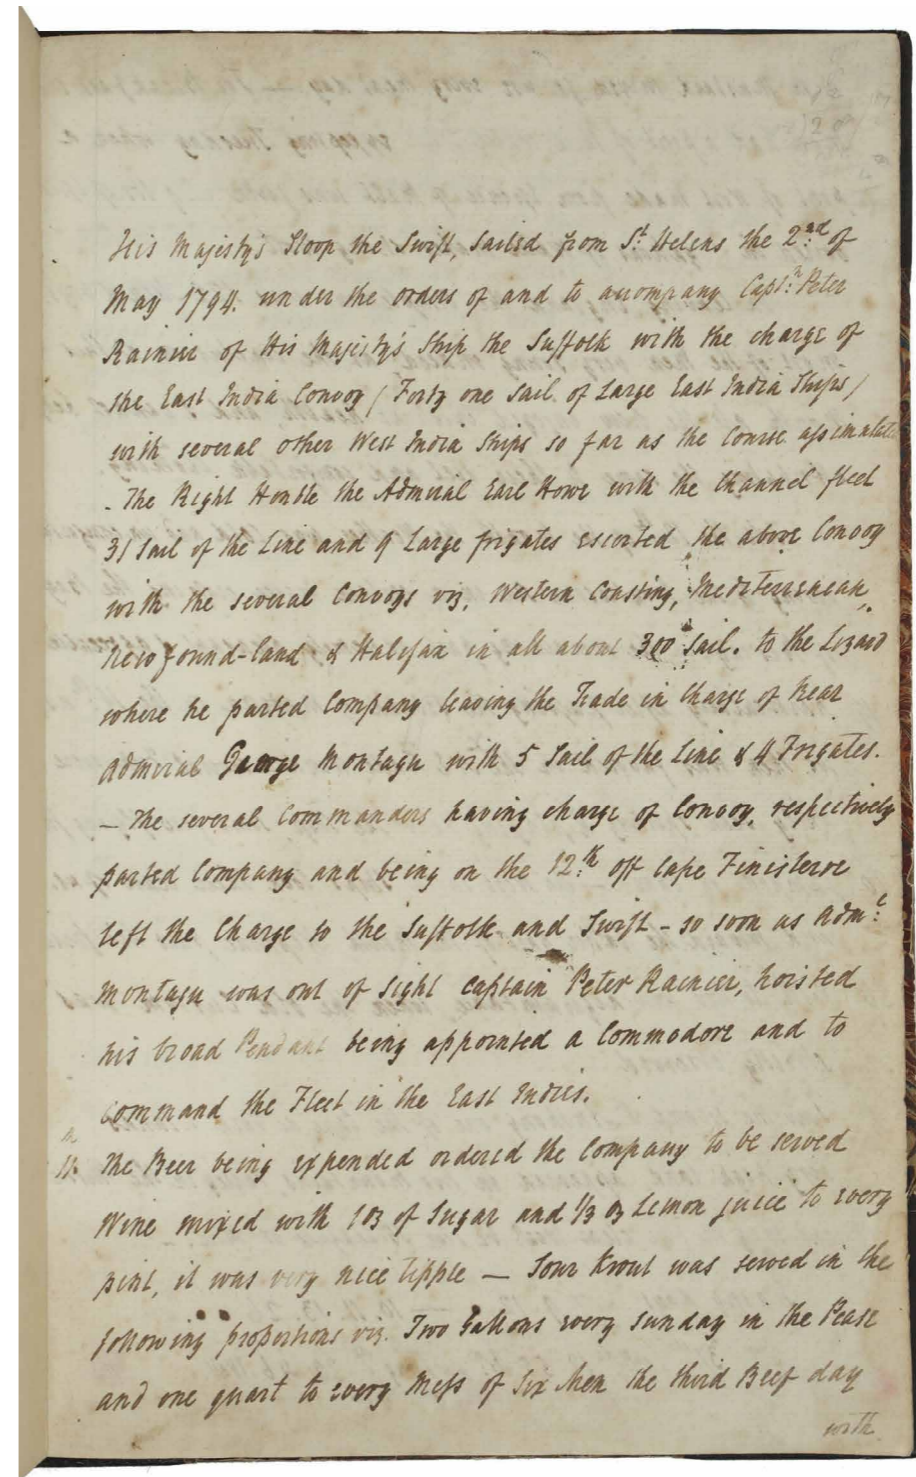 His Majesty's Sloop the Swift, sailed from St. Helens the 2nd. of
May 1794. under the orders of and to accompany Captn. Peter
Rainier of His Majesty's Ship the Suffolk with the charge of
the East India Convoy (Forty one Sail of Large East India Ships)
with several other West India Ships so far as the Course assimulated
- The Right Honble the Admiral Earl Howe with the Channel fleet
31 Sail of the Line and 9 Large frigates escorted the above Convoy
with the several Convoys viz. Western Coasting, Mediterranean,
Newfound-land & Halifax in all about 300 Sail. to the Lizard
where he parted Company leaving the Trade in Charge of Rear
Admiral George Montagu with 5 Sail of the Line & 4 Frigates.
— The several Commanders having charge of Convoy, respectively
parted Company and being on the 12th. off Cape Finisterre
left the Charge to the Suffolk and Swift - so soon as Adml.
Montagu was out of Sight Captain Peter Rainier, hoisted
his broad Pendant being appointed a Commodore and to
Command the Fleet in the East Indies.
The Beer being expended ordered the Company to be served
Wine mixed with 1 oz of Sugar and 1/3 oz Lemon juice to every
pint, it was very nice tipple — Sour Krout was served in the
following proportions viz. Two Gallons every Sunday in the Pease
and one quart to every Mess of Six Men the third Beef day
with